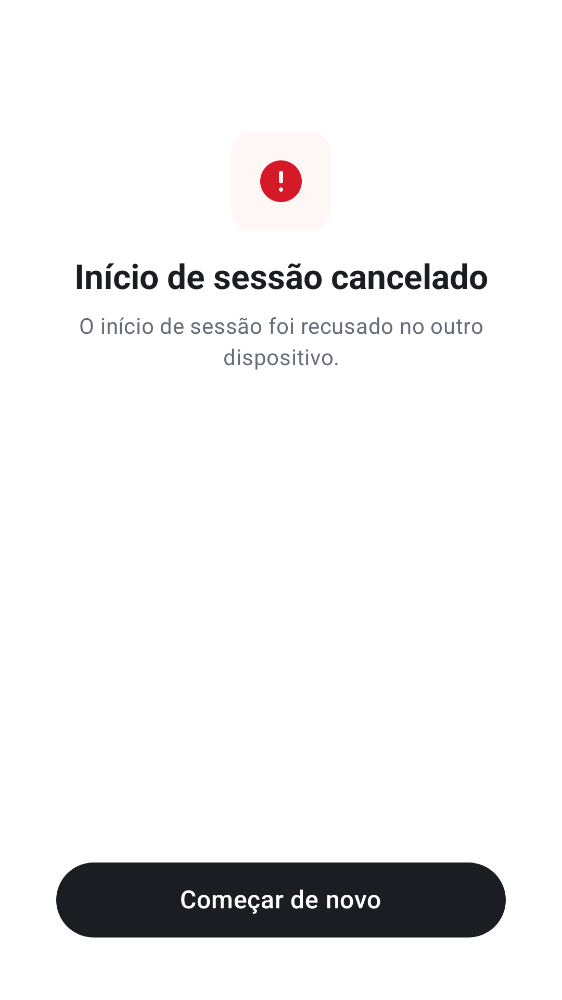 Início de sessão cancelado
O início de sessão foi recusado no outro
dispositivo.
Começar de novo